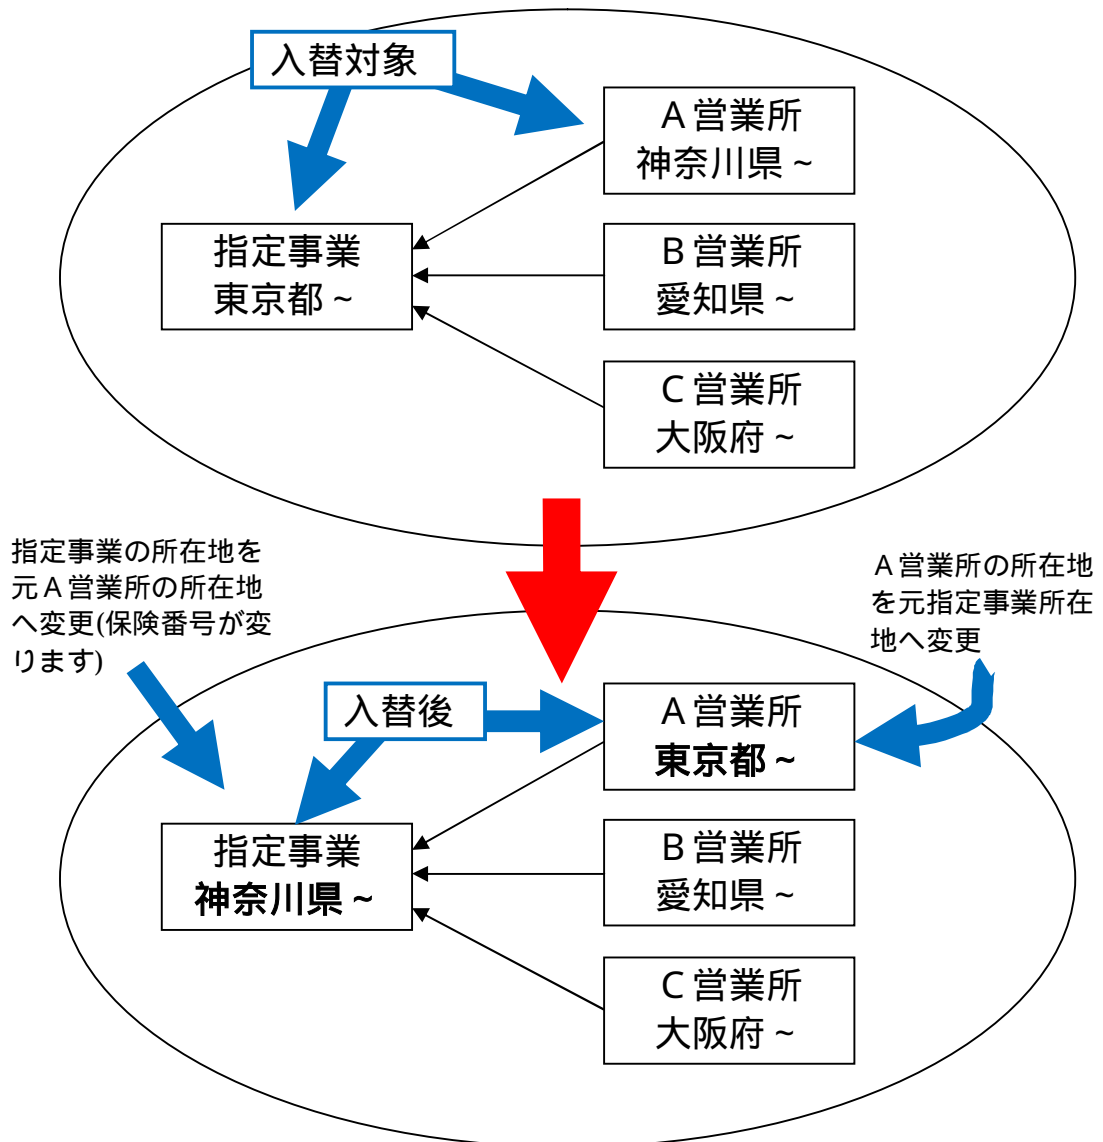 入替対象
Ａ営業所
神奈川県～
指定事業
東京都～
Ｂ営業所
愛知県～
Ｃ営業所
大阪府～
指定事業の所在地を
元Ａ営業所の所在地
へ変更(保険番号が変
ります)
Ａ営業所の所在地
を元指定事業所在
地へ変更
入替後
Ａ営業所
東京都～
指定事業
神奈川県～
Ｂ営業所
愛知県～
Ｃ営業所
大阪府～